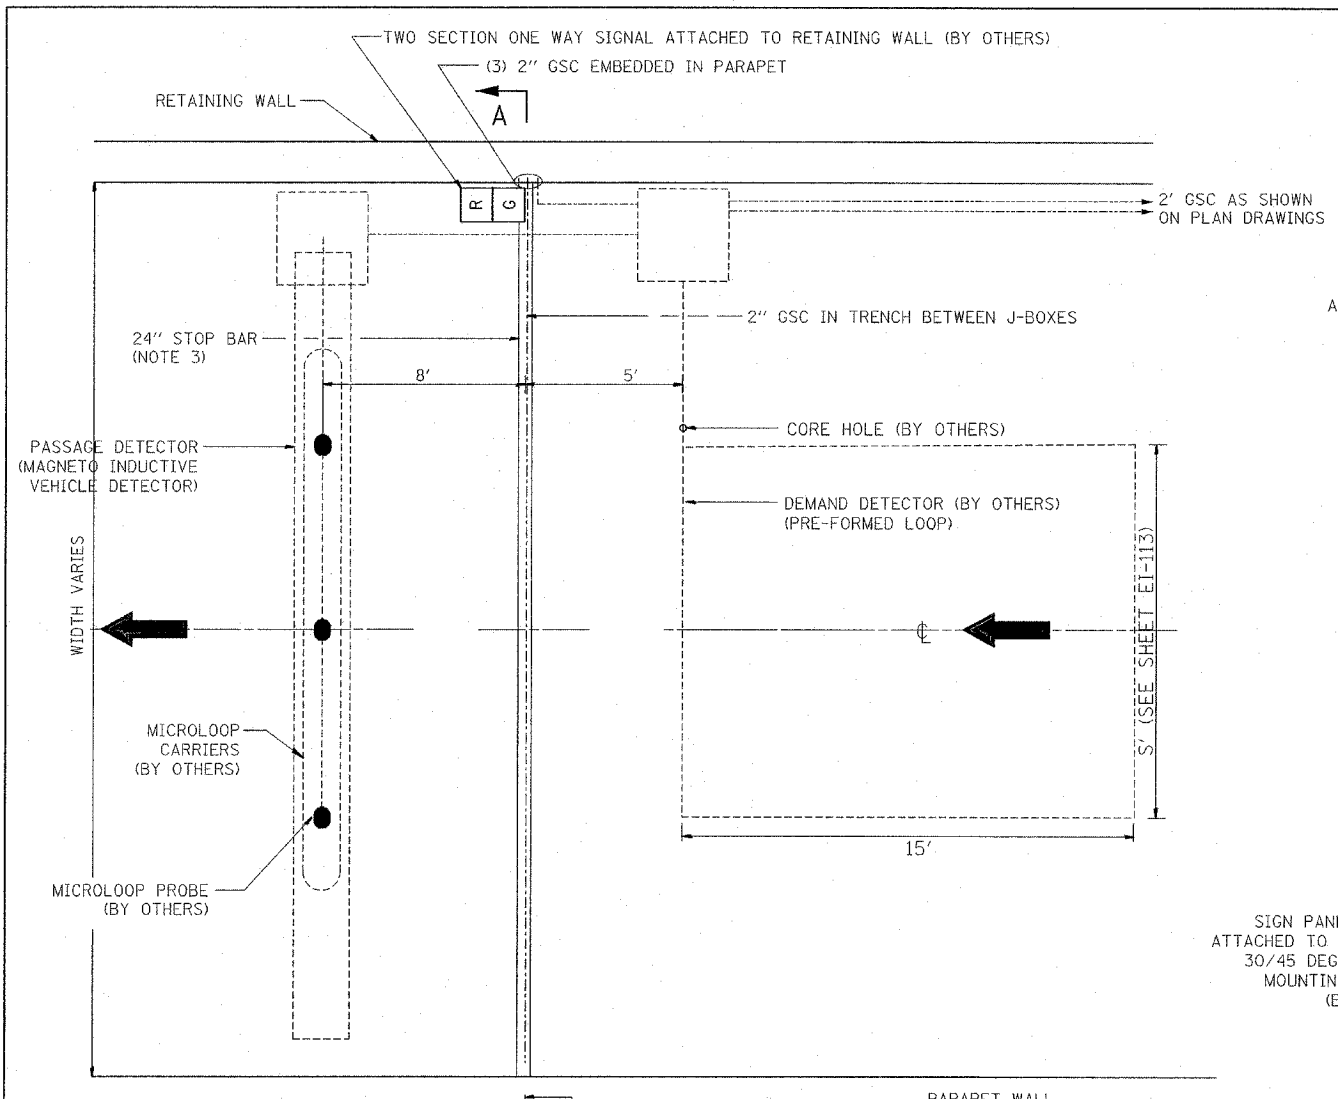 TWO SECTION ONE WAY SIGNAL ATTACHED TO RETAINING WALL (BY OTHERS)
(3) 2" GSC EMBEDDED IN PARAPET
RETAINING WALL
A
R
G
2' GSC AS SHOWN
ON PLAN DRAWINGS
A
2" GSC IN TRENCH BETWEEN J-BOXES
24" STOP BAR
(NOTE 3)
8'
5'
CORE HOLE (BY OTHERS)
PASSAGE DETECTOR
(MAGNETO INDUCTIVE
VEHICLE DETECTOR)
DEMAND DETECTOR (BY OTHERS)
(PRE-FORMED LOOP)
WIDTH VARIES
S' (SEE SHEET EI-113)
MICROLOOP
CARRIERS
(BY OTHERS)
15'
MICROLOOP PROBE
(BY OTHERS)
SIGN PAN
ATTACHED TO
30/45 DEG
MOUNTIN
(B
PARAPET WALL